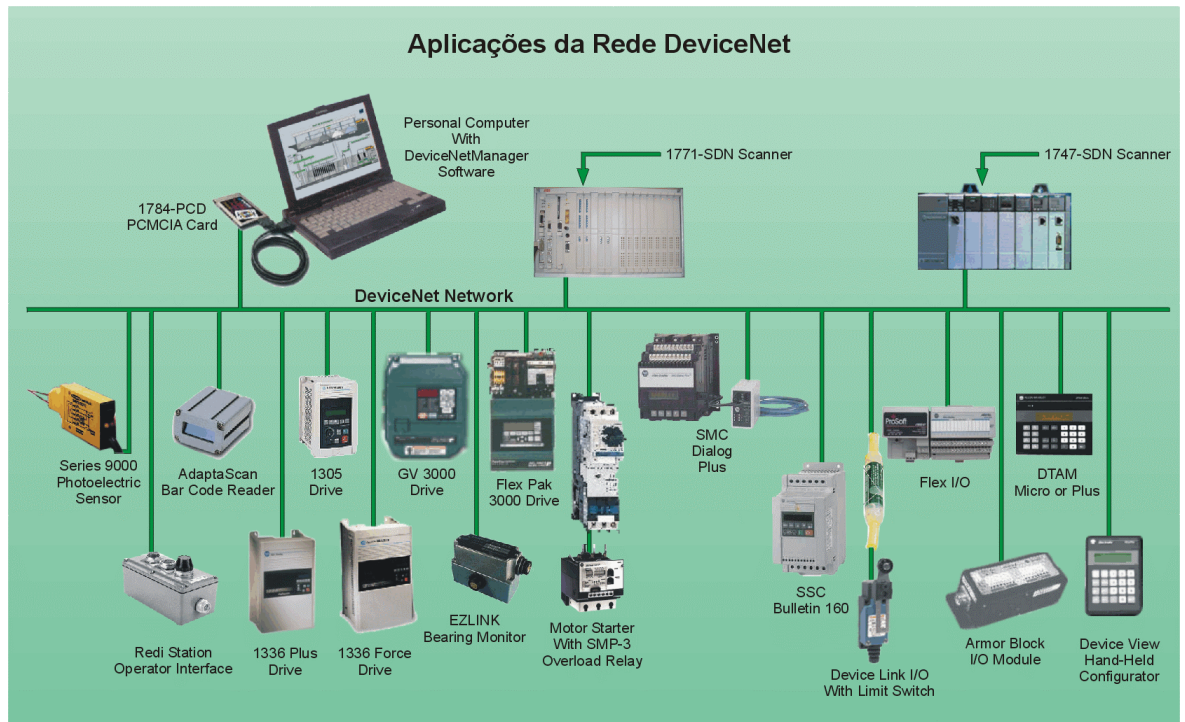 Aplicações da Rede DeviceNet
Personal Computer
With
DeviceNetManager
Software
1784-PCD
PCMCIA Card
1771-SDN Scanner
1747-SDN Scanner
DeviceNet Network
Series 9000
Photoelectric
Sensor
AdaptaScan
Bar Code Reader
1305
Drive
GV 3000
Drive
Flex Pak
3000 Drive
SMC
Dialog
Plus
ProSoft
Flex I/O
DTAM
Micro or Plus
Redi Station
Operator Interface
1336 Plus
Drive
1336 Force
Drive
EZLINK
Bearing Monitor
Motor Starter
With SMP-3
Overload Relay
SSC
Bulletin 160
Device Link I/O
With Limit Switch
Armor Block
I/O Module
Device View
Hand-Held
Configurator